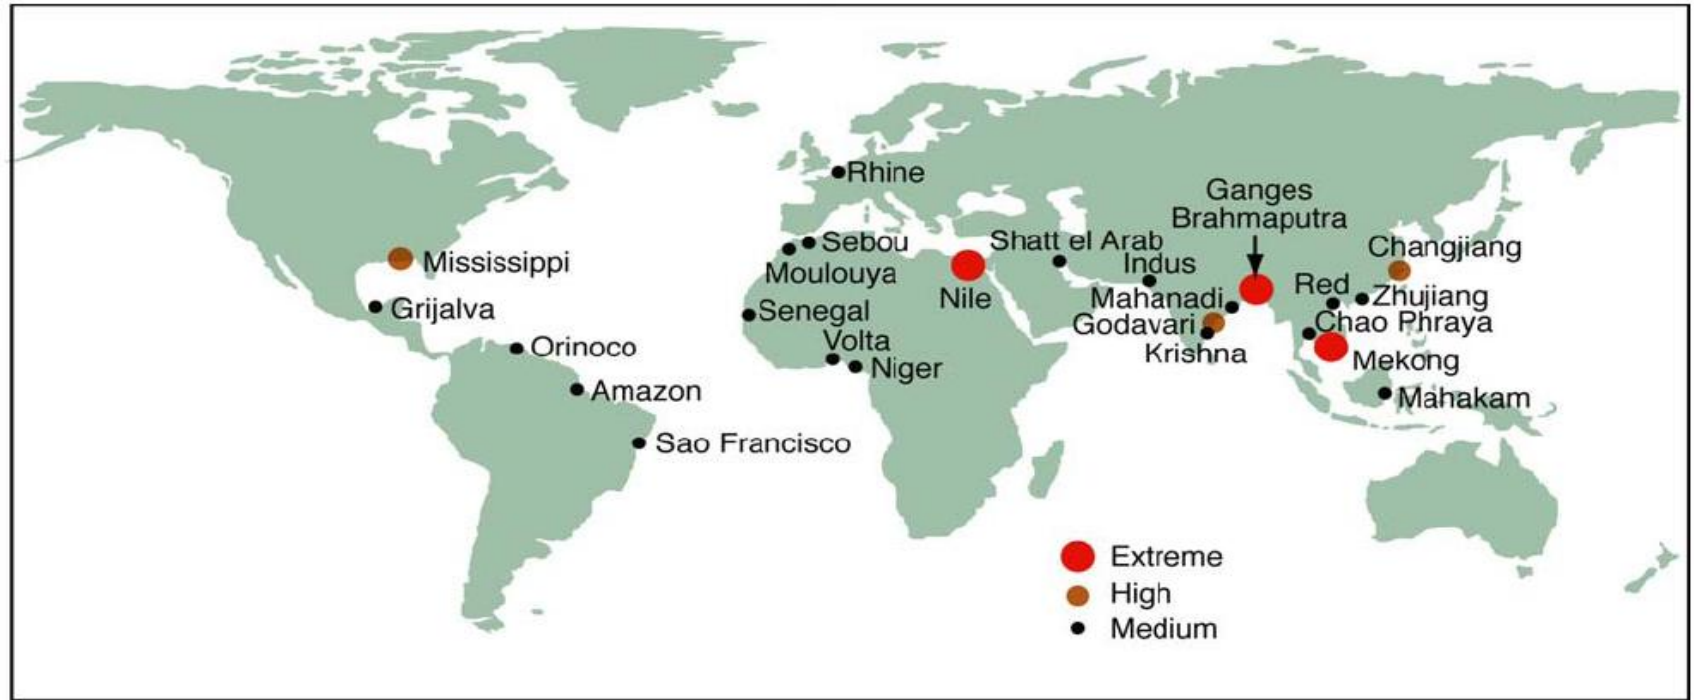 Rhine
Ganges
Brahmaputra
Sebou
Shatt el Arab
Changjiang
Mississippi
Moulouya
Indus
Nile
Red
Grijalva
Senegal
Mahanadi
Zhujiang
Godavari
Chao Phraya
Orinoco
Volta
Krishna
Niger
Mekong
Amazon
Mahakam
Sao Francisco
Extreme
High
Medium